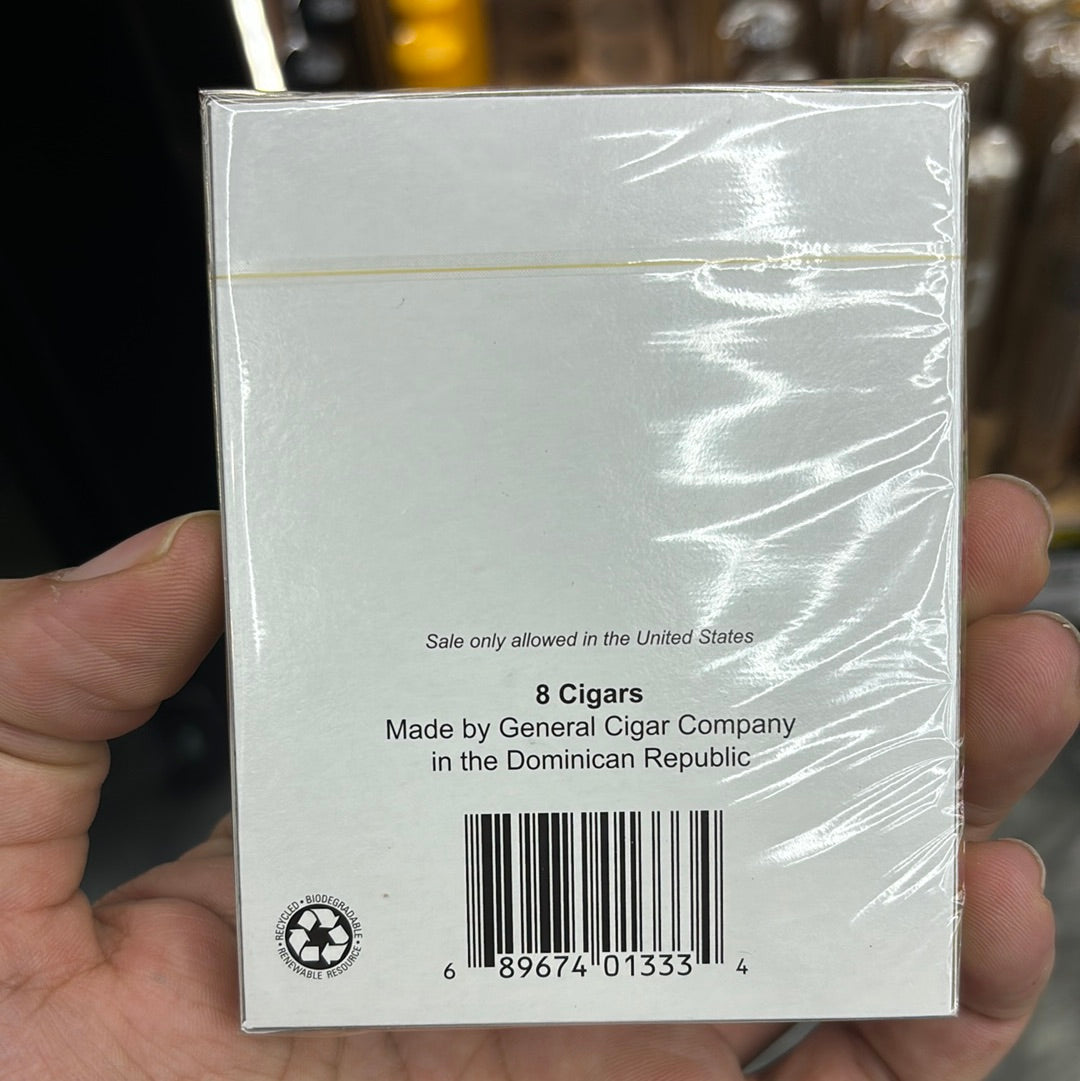 Sale only allowed in the United States
8 Cigars
Made by General Cigar Company
in the Dominican Republic
RECYCLED • BIODEGRADABLE • RENEWABLE RESOURCE •
6 89674 01333 4